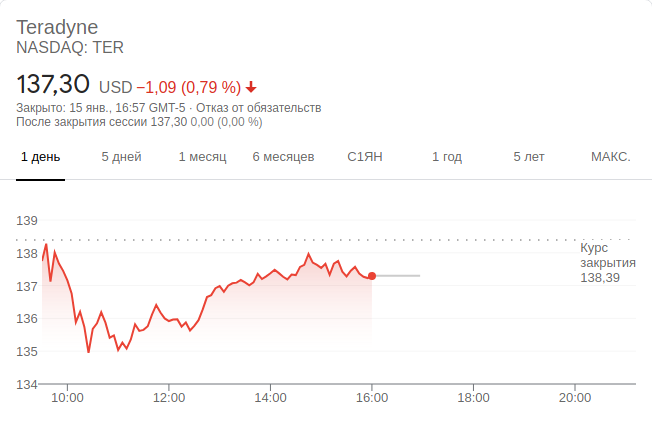 Teradyne
NASDAQ: TER
137,30 USD −1,09 (0,79 %)
Закрыто: 15 янв., 16:57 GMT-5 · Отказ от обязательств
После закрытия сессии 137,30 0,00 (0,00 %)
1 день 5 дней 1 месяц 6 месяцев С1ЯН 1 год 5 лет МАКС.
139
138
137
136
135
134
Курс
закрытия
138,39
10:00 12:00 14:00 16:00 18:00 20:00